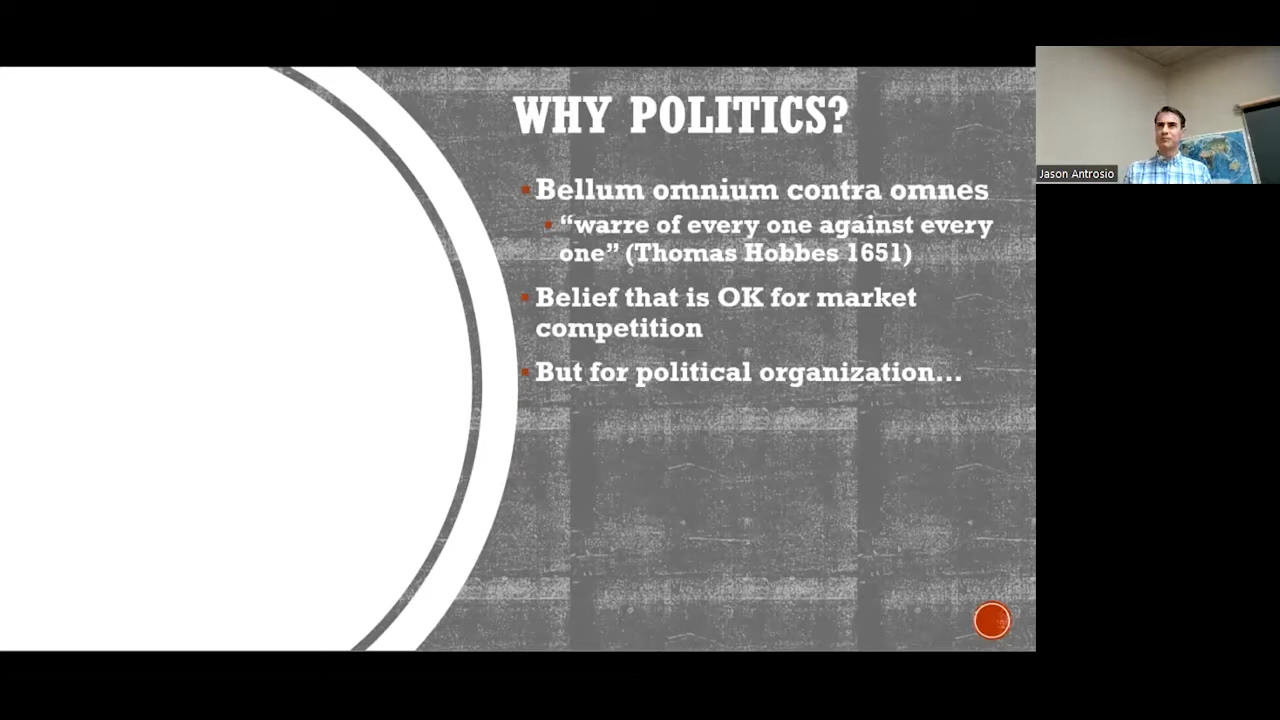 WHY POLITICS?
Bellum omnium contra omnes
“warre of every one against every
one” (Thomas Hobbes 1651)
Belief that is OK for market
competition
But for political organization…
Jason Antrosio